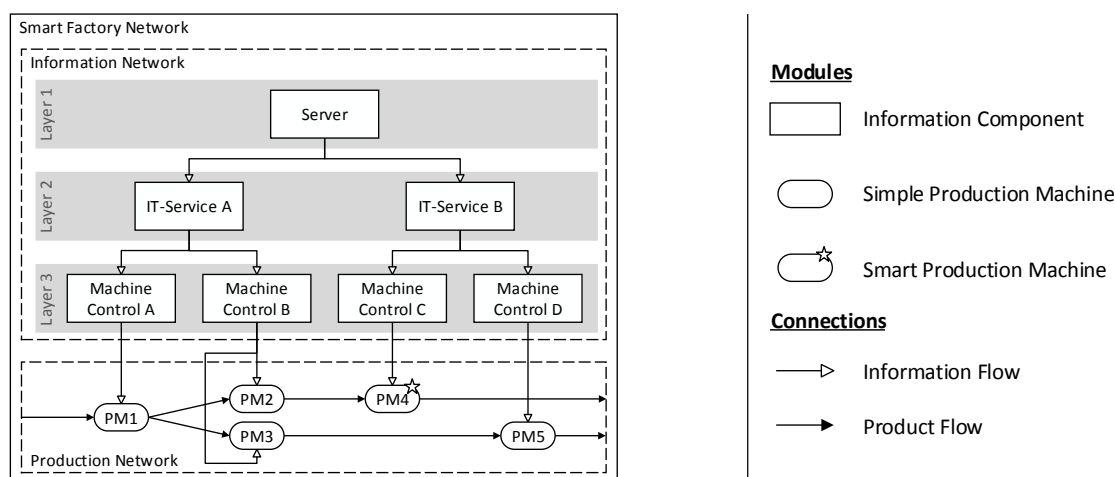 Smart Factory Network
Information Network
Layer 1
Server
Layer 2
IT-Service A
IT-Service B
Layer 3
Machine
Control A
Machine
Control B
Machine
Control C
Machine
Control D
PM1
PM2
PM4
PM3
PM5
Production Network
Modules
Information Component
Simple Production Machine
Smart Production Machine
Connections
Information Flow
Product Flow